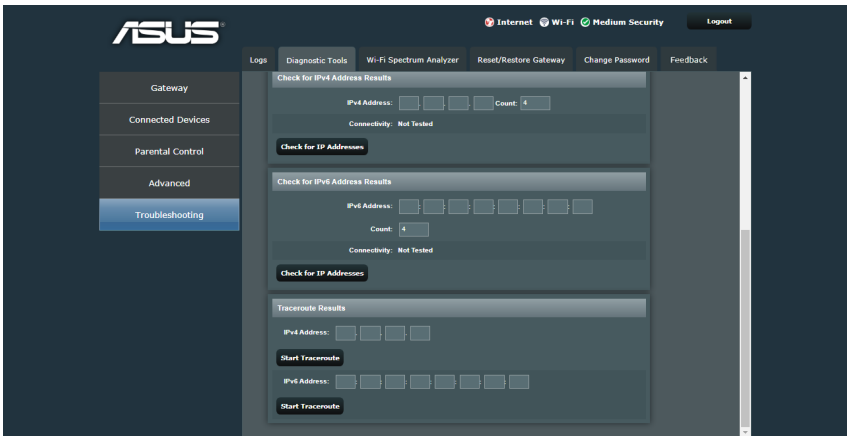 ASUS
Internet Wi-Fi Medium Security Logout
Logs Diagnostic Tools Wi-Fi Spectrum Analyzer Reset/Restore Gateway Change Password Feedback
Gateway
Connected Devices
Parental Control
Advanced
Troubleshooting
Check for IPv4 Address Results
IPv4 Address: . . . Count: 4
Connectivity: Not Tested
Check for IP Addresses
Check for IPv6 Address Results
IPv6 Address: : : : : : : :
Count: 4
Connectivity: Not Tested
Check for IP Addresses
Traceroute Results
IPv4 Address: . . .
Start Traceroute
IPv6 Address: : : : : : : :
Start Traceroute